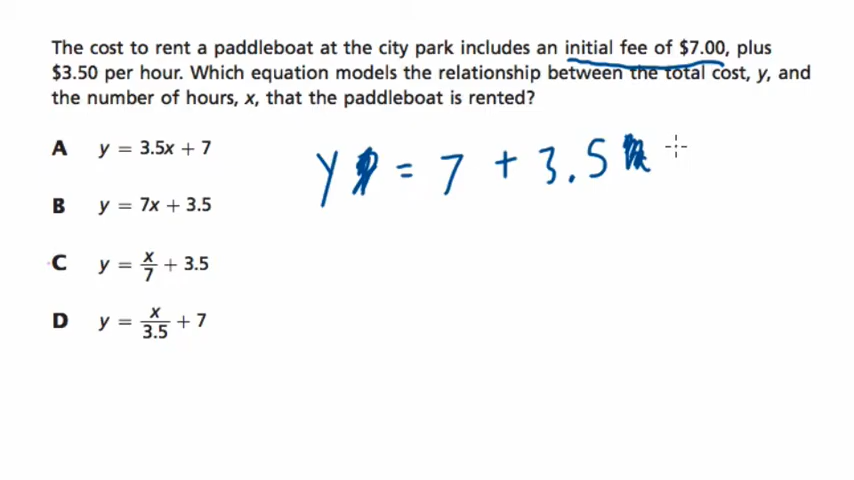 The cost to rent a paddleboat at the city park includes an initial fee of $7.00, plus
$3.50 per hour. Which equation models the relationship between the total cost, y, and
the number of hours, x, that the paddleboat is rented?
A y = 3.5x + 7
y = 7 + 3.5
B y = 7x + 3.5
C y = x/7 + 3.5
D y = x/3.5 + 7